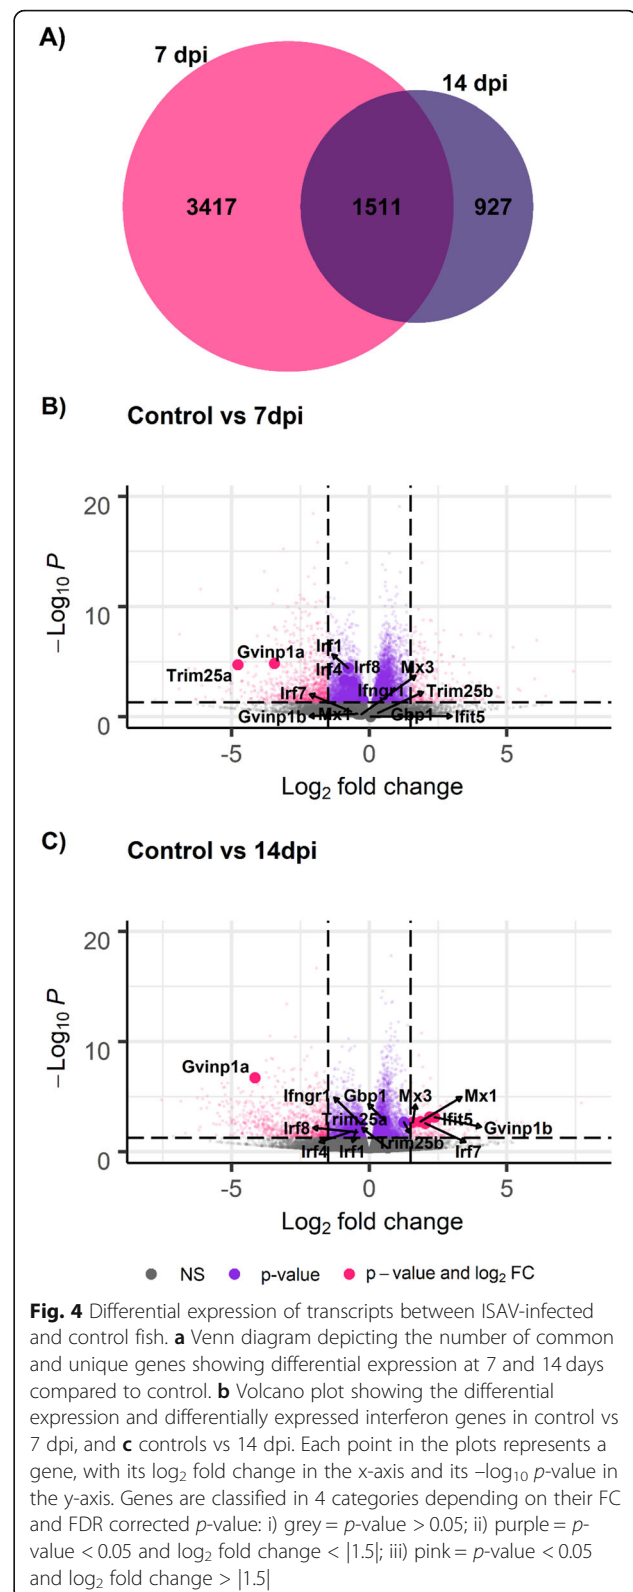 A)
7 dpi
14 dpi
3417
1511
927
B)
Control vs 7dpi
20
10
0
−Log10 P
Irf1
Gvinp1a
Irf4
Irf8
Mx3
Trim25a
Irf7
Ifngr1
Trim25b
Gvinp1b
Mx1
Gbp1
Ifit5
-5
0
5
Log2 fold change
C)
Control vs 14dpi
20
10
0
−Log10 P
Gvinp1a
Ifngr1
Gbp1
Mx3
Mx1
Trim25a
Ifit5
Irf8
Gvinp1b
Irf4
Irf1
Trim25b
Irf7
-5
0
5
Log2 fold change
NS
p-value
p − value and log2 FC
Fig. 4 Differential expression of transcripts between ISAV-infected
and control fish. a Venn diagram depicting the number of common
and unique genes showing differential expression at 7 and 14 days
compared to control. b Volcano plot showing the differential
expression and differentially expressed interferon genes in control vs
7 dpi, and c controls vs 14 dpi. Each point in the plots represents a
gene, with its log2 fold change in the x-axis and its –log10 p-value in
the y-axis. Genes are classified in 4 categories depending on their FC
and FDR corrected p-value: i) grey = p-value > 0.05; ii) purple = p-
value < 0.05 and log2 fold change < |1.5|; iii) pink = p-value < 0.05
and log2 fold change > |1.5|